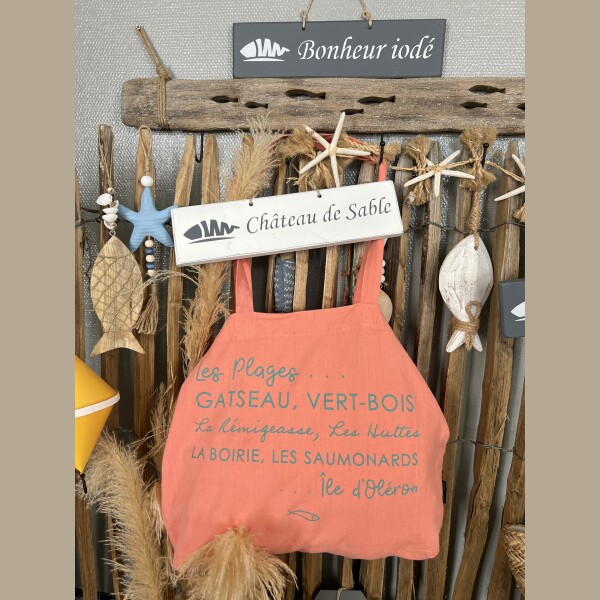 Bonheur iodé
Château de Sable
Les Plages . . .
GATSEAU, VERT-BOIS
La Rémigeasse, Les Huttes
LA BOIRIE, LES SAUMONARDS
. . . Île d'Oléron